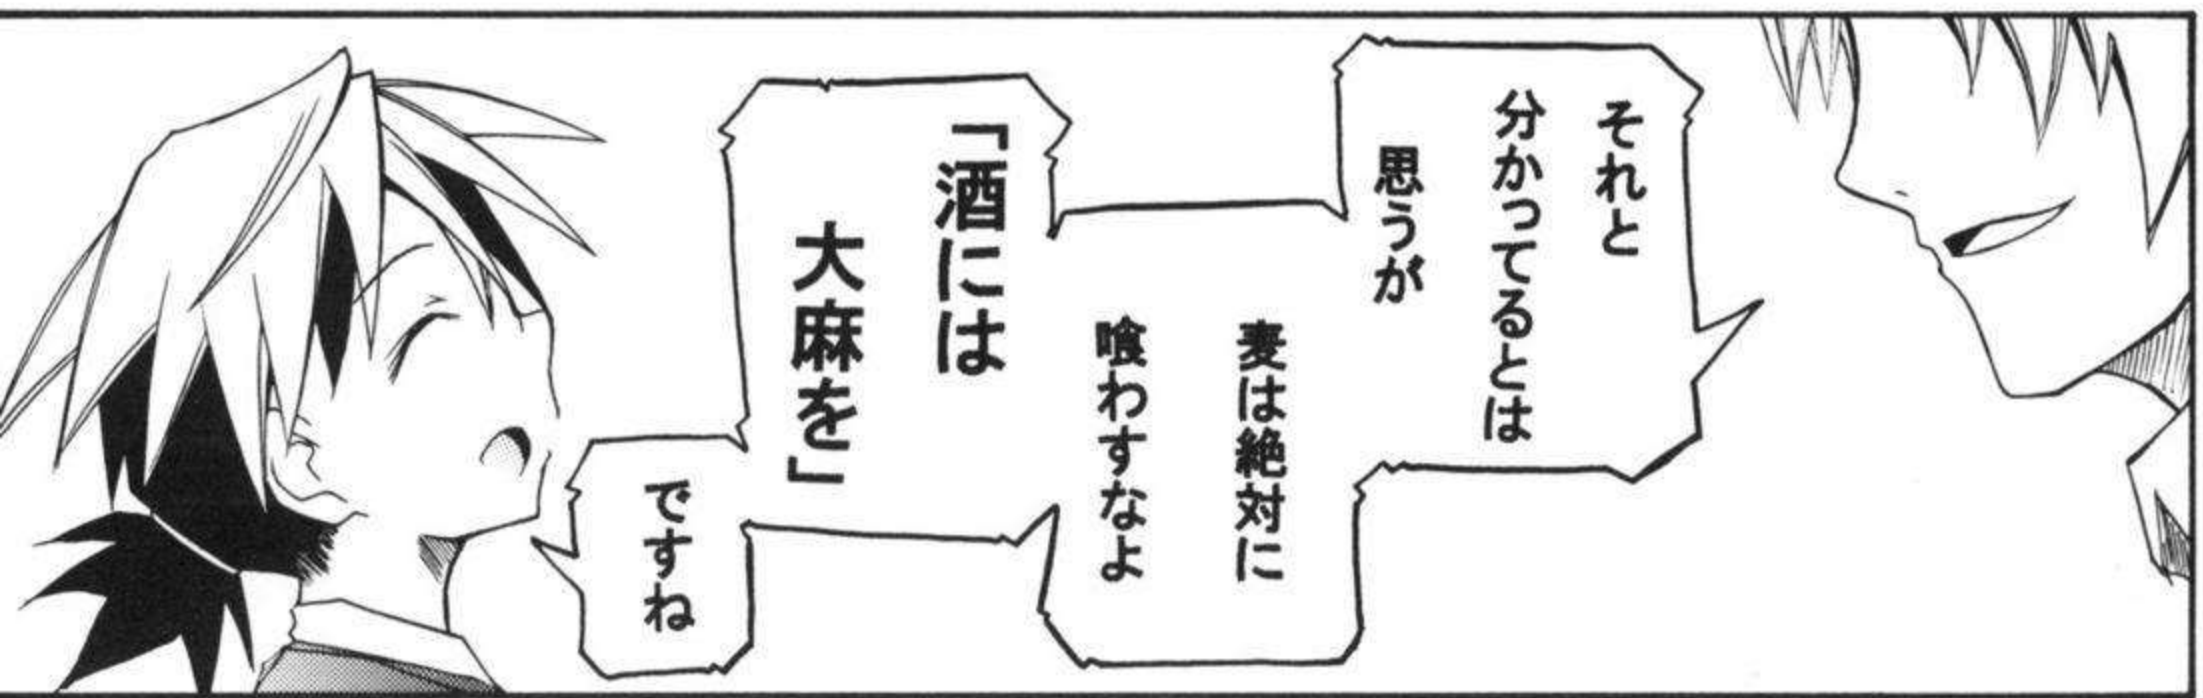 それと
分かってるとは
思うが
麦は絶対に
喰わすなよ
「酒には
大麻を」
ですね